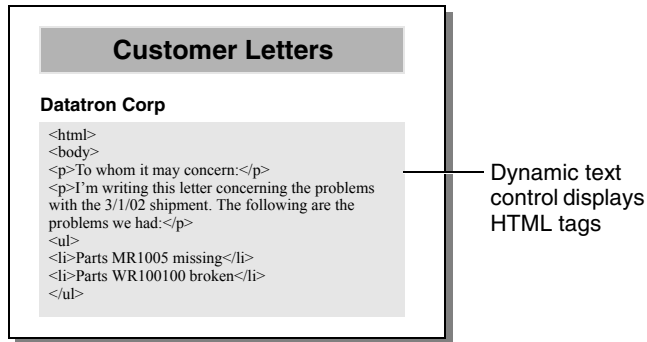 Customer Letters
Datatron Corp
<html>
<body>
<p>To whom it may concern:</p>
<p>I’m writing this letter concerning the problems
with the 3/1/02 shipment. The following are the
problems we had:</p>
<ul>
<li>Parts MR1005 missing</li>
<li>Parts WR100100 broken</li>
</ul>
Dynamic text
control displays
HTML tags